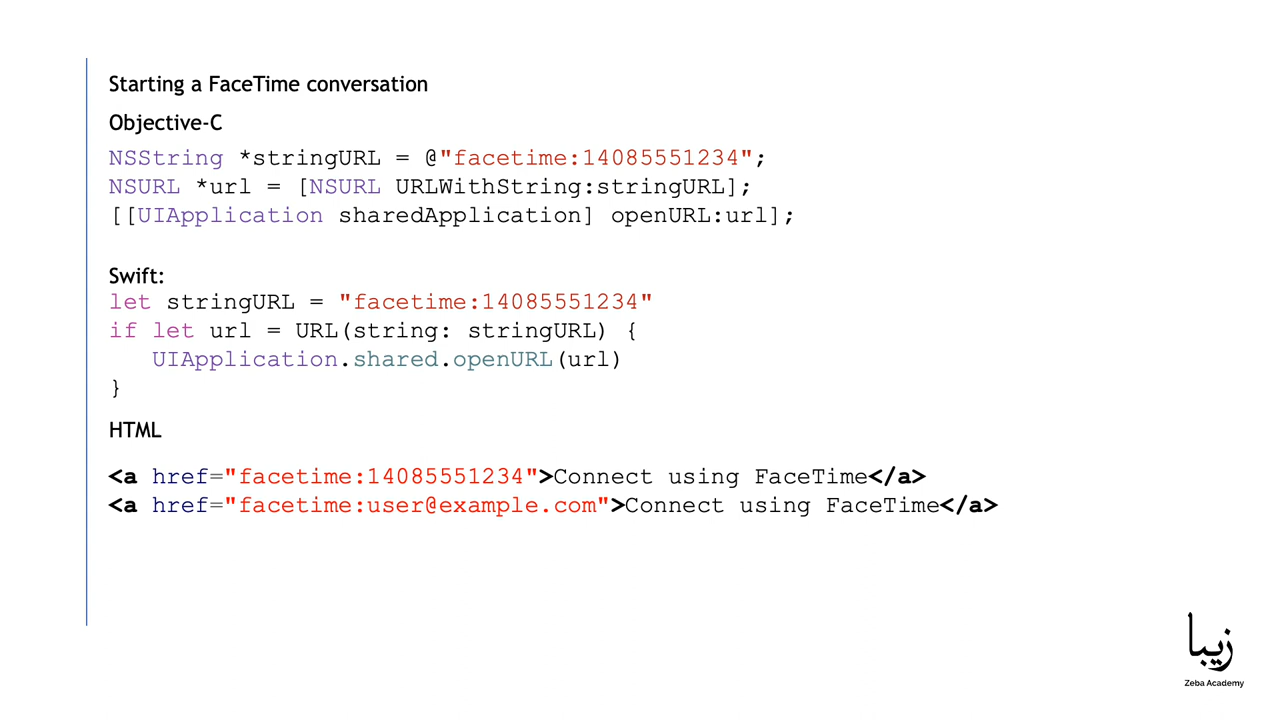 Starting a FaceTime conversation
Objective-C
NSString *stringURL = @"facetime:14085551234";
NSURL *url = [NSURL URLWithString:stringURL];
[[UIApplication sharedApplication] openURL:url];
Swift:
let stringURL = "facetime:14085551234"
if let url = URL(string: stringURL) {
   UIApplication.shared.openURL(url)
}
HTML
<a href="facetime:14085551234">Connect using FaceTime</a>
<a href="facetime:user@example.com">Connect using FaceTime</a>
زيبا
Zeba Academy